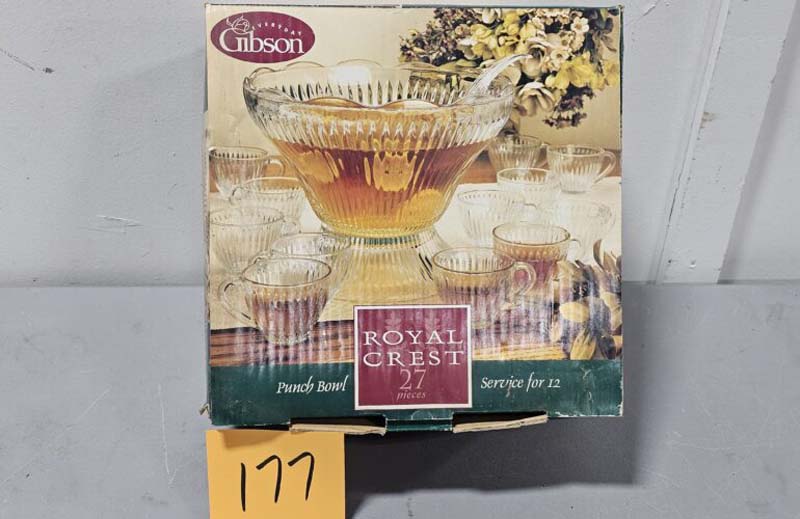 EVERYDAY
Gibson
ROYAL
CREST
27
pieces
Punch Bowl
Service for 12
177